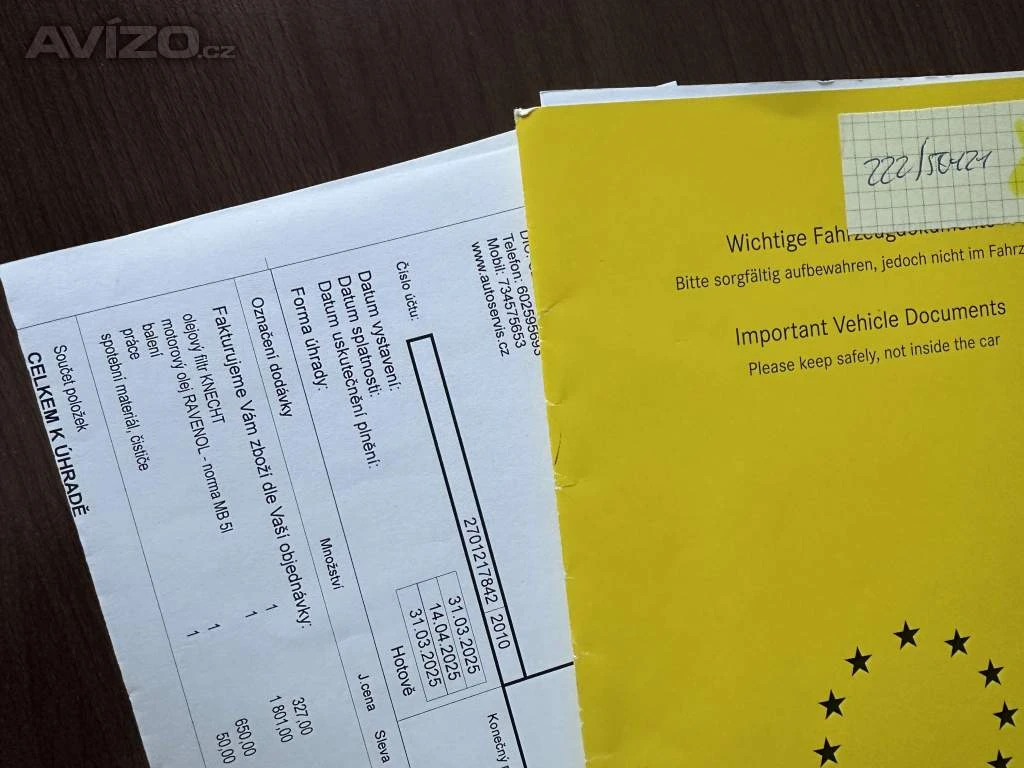 AVÍZO.cz
222/50121
Wichtige Fahrzeugdokumente
Bitte sorgfältig aufbewahren, jedoch nicht im
Important Vehicle Documents
Please keep safely, not inside the car
Telefon: 602595693
Mobil: 734575653
www.autoservis.cz
Číslo účtu:
2701217842 2010
Datum vystavení: 31.03.2025
Datum splatnosti: 14.04.2025
Datum uskutečnění plnění: 31.03.2025
Forma úhrady: Hotově
Konečný
Označení dodávky Množství J.cena Sleva
Fakturujeme Vám zboží dle Vaší objednávky:
olejový filtr KNECHT 1 327.00
motorový olej RAVENOL - norma MB 5l 1 1 801.00
balení
práce 1 650,00
spotební materiál, čističe 1 50,00
Součet položek
CELKEM K ÚHRADĚ